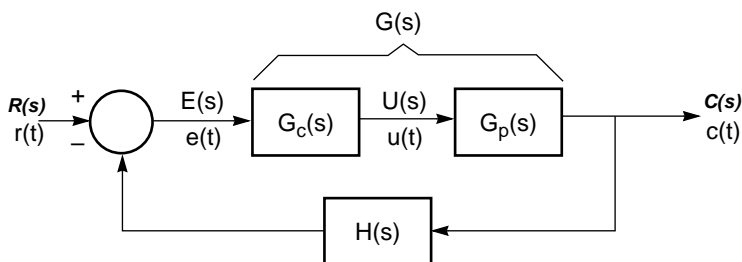 G(s)
+
R(s)
r(t)
−
E(s)
e(t)
G_c(s)
U(s)
u(t)
G_p(s)
C(s)
c(t)
H(s)